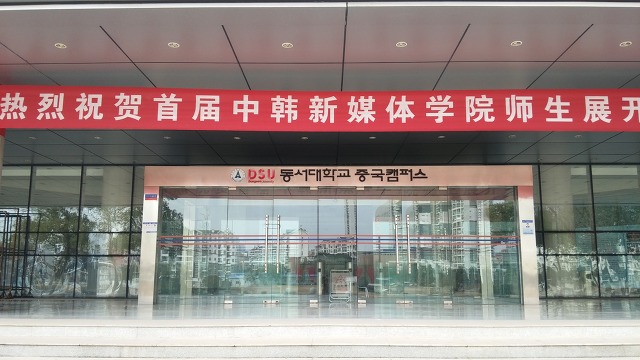 热烈祝贺首届中韩新媒体学院师生展开
DSU 동서대학교 중국캠퍼스